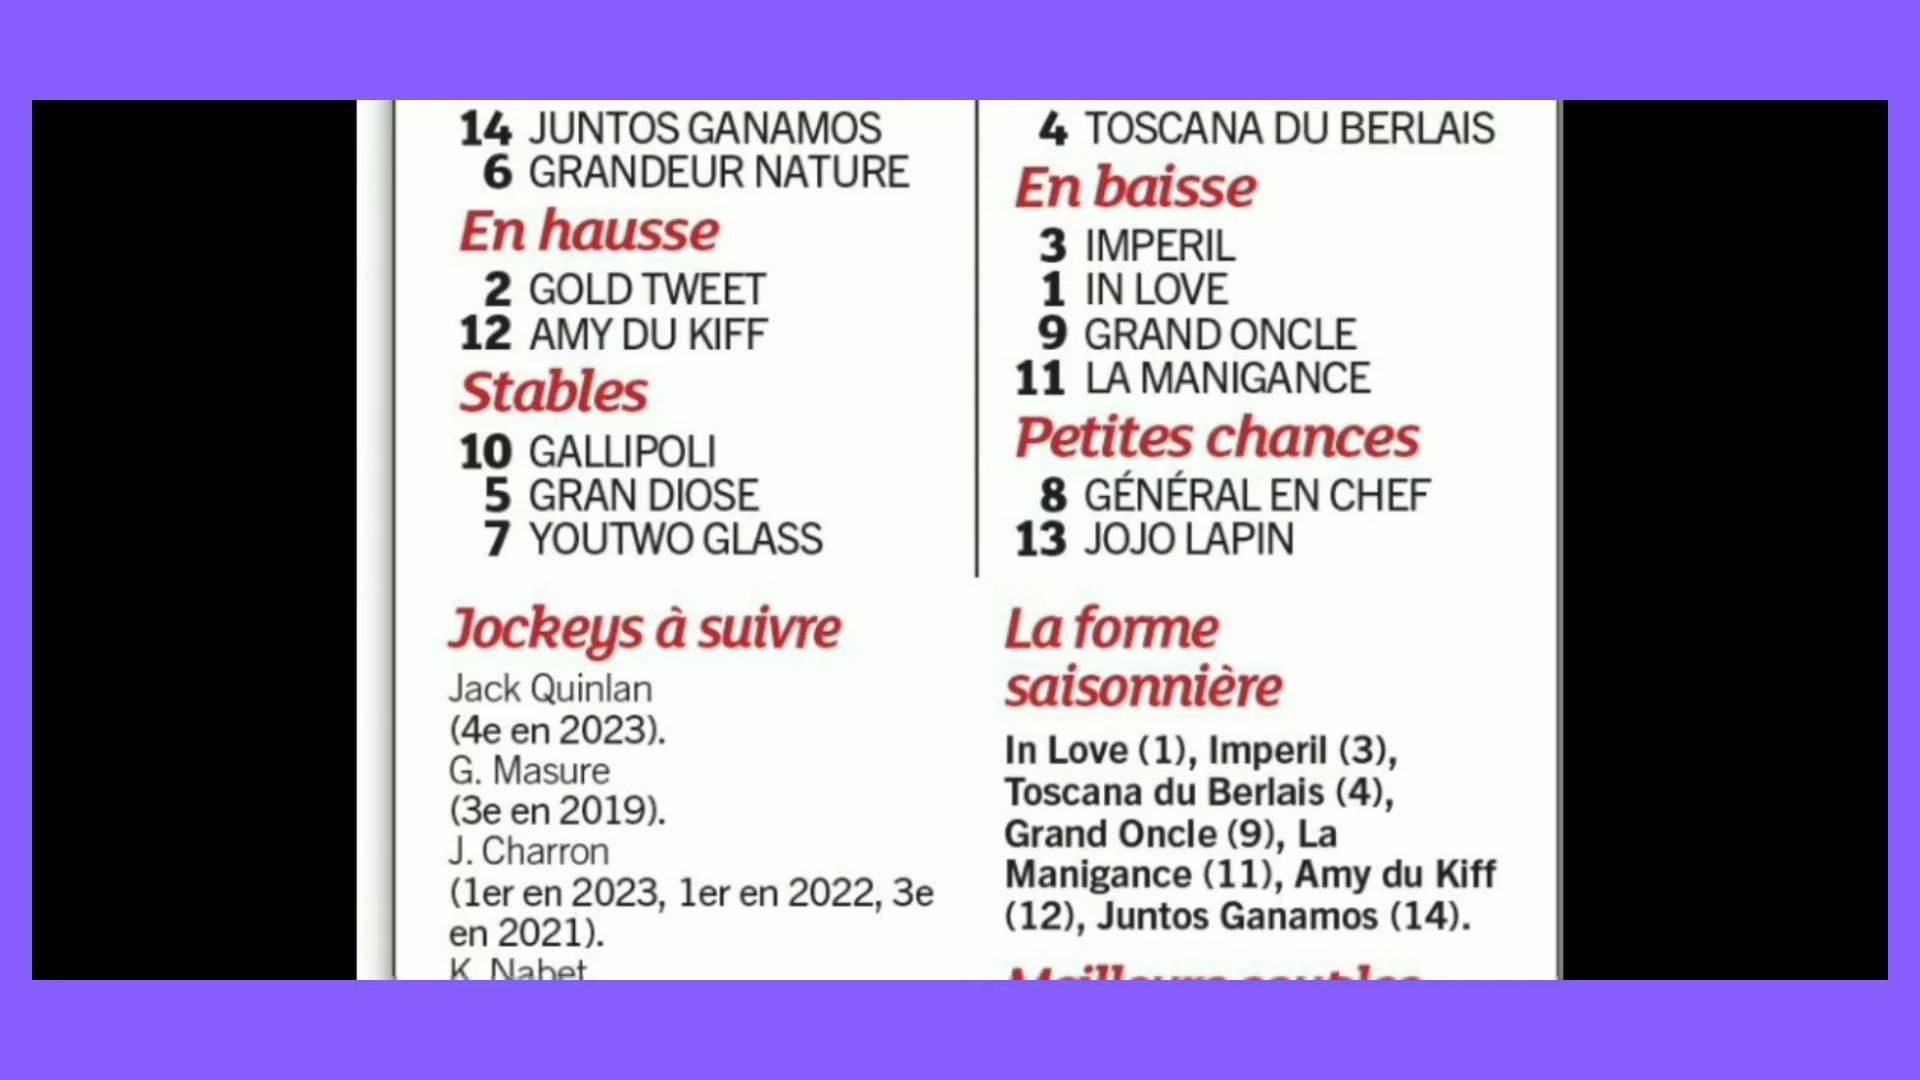 14 JUNTOS GANAMOS
6 GRANDEUR NATURE
En hausse
2 GOLD TWEET
12 AMY DU KIFF
Stables
10 GALLIPOLI
5 GRAN DIOSE
7 YOUTWO GLASS
4 TOSCANA DU BERLAIS
En baisse
3 IMPERIL
1 IN LOVE
9 GRAND ONCLE
11 LA MANIGANCE
Petites chances
8 GÉNÉRAL EN CHEF
13 JOJO LAPIN
Jockeys à suivre
Jack Quinlan
(4e en 2023).
G. Masure
(3e en 2019).
J. Charron
(1er en 2023, 1er en 2022, 3e
en 2021).
K. Nabet
La forme
saisonnière
In Love (1), Imperil (3),
Toscana du Berlais (4),
Grand Oncle (9), La
Manigance (11), Amy du Kiff
(12), Juntos Ganamos (14).